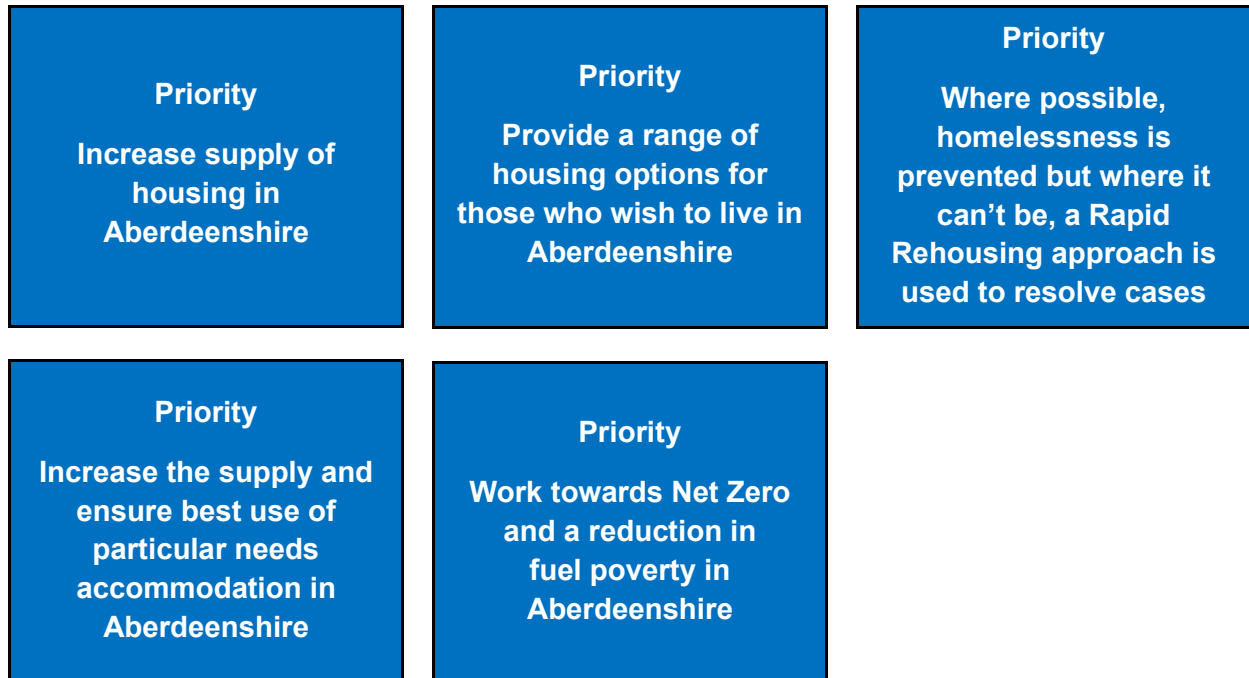 Priority
Increase supply of
housing in
Aberdeenshire
Priority
Provide a range of
housing options for
those who wish to live in
Aberdeenshire
Priority
Where possible,
homelessness is
prevented but where it
can’t be, a Rapid
Rehousing approach is
used to resolve cases
Priority
Increase the supply and
ensure best use of
particular needs
accommodation in
Aberdeenshire
Priority
Work towards Net Zero
and a reduction in
fuel poverty in
Aberdeenshire